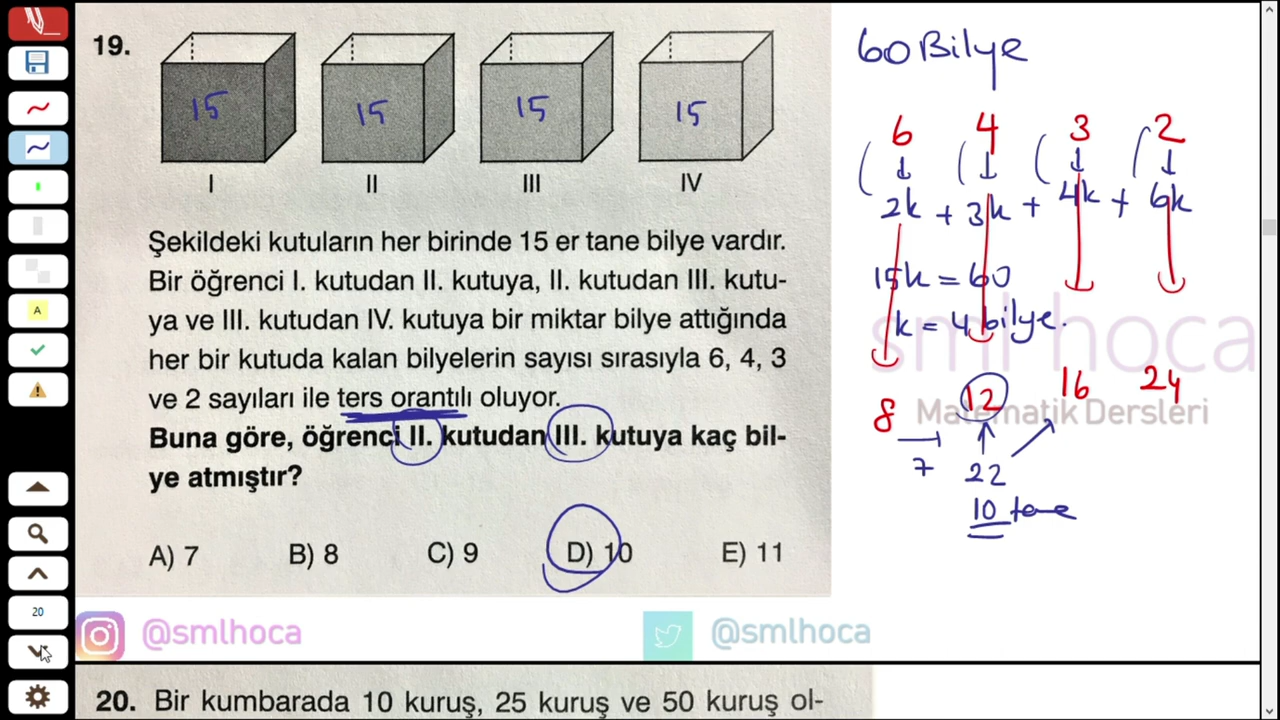 19.
15 15 15 15
I II III IV
Şekildeki kutuların her birinde 15 er tane bilye vardır.
Bir öğrenci I. kutudan II. kutuya, II. kutudan III. kutu-
ya ve III. kutudan IV. kutuya bir miktar bilye attığında
her bir kutuda kalan bilyelerin sayısı sırasıyla 6, 4, 3
ve 2 sayıları ile ters orantılı oluyor.
Buna göre, öğrenci II. kutudan III. kutuya kaç bil-
ye atmıştır?
A) 7 B) 8 C) 9 D) 10 E) 11
60 Bilye
6 4 3 2
2k + 3k + 4k + 6k
15k = 60
k = 4 bilye.
smlhoca
Matematik Dersleri
8 12 16 24
7 22
10 tane
@smlhoca @smlhoca
20. Bir kumbarada 10 kuruş, 25 kuruş ve 50 kuruş ol-
A
20